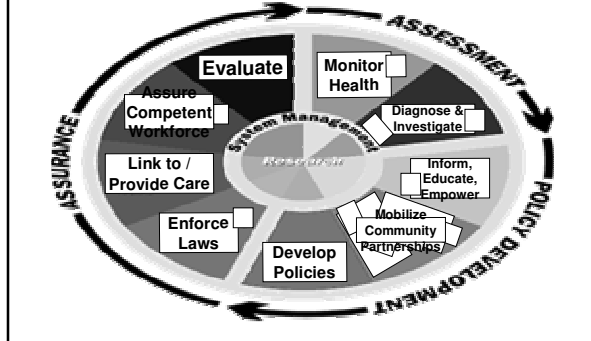 ASSESSMENT
Evaluate
Monitor
Health
Assure
Competent
Workforce
Diagnose &
Investigate
System Management
Research
Link to /
Provide Care
Inform,
Educate,
Empower
Enforce
Laws
Mobilize
Community
Partnerships
Develop
Policies
ASSURANCE
POLICY DEVELOPMENT